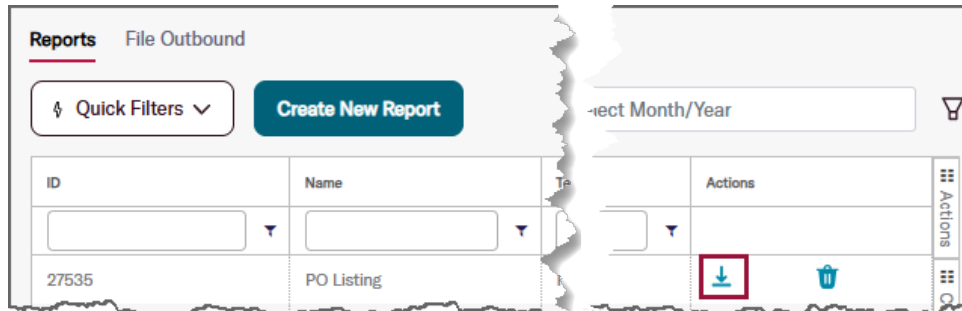 Reports File Outbound
Quick Filters Create New Report Month/Year
ID Name Actions
27535 PO Listing
Actions